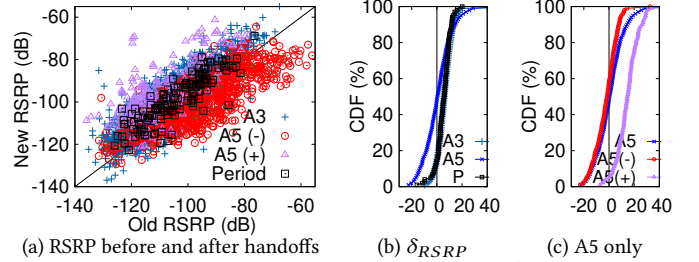 -60
-80
-100
-120
-140
-140
-120
-100
-80
-60
New RSRP (dB)
Old RSRP (dB)
A3
A5 (-)
A5 (+)
Period
(a) RSRP before and after handoffs
100
80
60
40
20
0
-20
0
20
40
CDF (%)
A3
A5
P
(b) δRSRP
100
80
60
40
20
0
-20
0
20
40
CDF (%)
A5
A5(-)
A5(+)
(c) A5 only